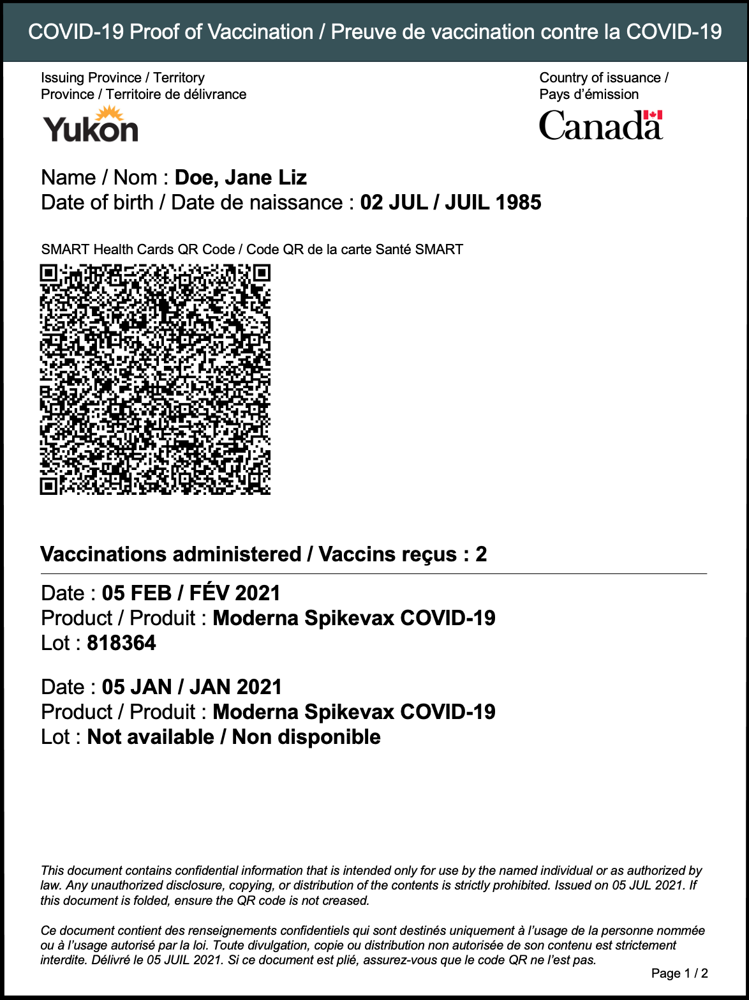 COVID-19 Proof of Vaccination / Preuve de vaccination contre la COVID-19
Issuing Province / Territory
Province / Territoire de délivrance
Yukon
Country of issuance /
Pays d’émission
Canada
Name / Nom : Doe, Jane Liz
Date of birth / Date de naissance : 02 JUL / JUIL 1985
SMART Health Cards QR Code / Code QR de la carte Santé SMART
Vaccinations administered / Vaccins reçus : 2
Date : 05 FEB / FÉV 2021
Product / Produit : Moderna Spikevax COVID-19
Lot : 818364
Date : 05 JAN / JAN 2021
Product / Produit : Moderna Spikevax COVID-19
Lot : Not available / Non disponible
This document contains confidential information that is intended only for use by the named individual or as authorized by
law. Any unauthorized disclosure, copying, or distribution of the contents is strictly prohibited. Issued on 05 JUL 2021. If
this document is folded, ensure the QR code is not creased.
Ce document contient des renseignements confidentiels qui sont destinés uniquement à l’usage de la personne nommée
ou à l’usage autorisé par la loi. Toute divulgation, copie ou distribution non autorisée de son contenu est strictement
interdite. Délivré le 05 JUIL 2021. Si ce document est plié, assurez-vous que le code QR ne l’est pas.
Page 1 / 2